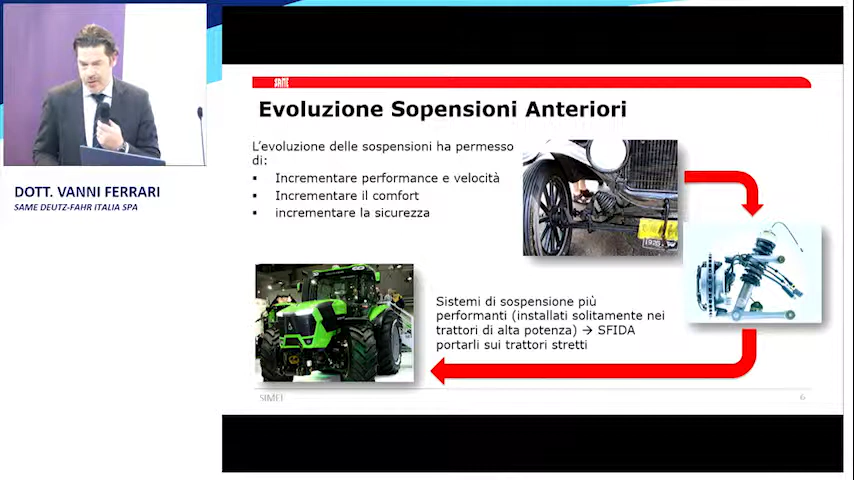 SAME
Evoluzione Sopensioni Anteriori
L'evoluzione delle sospensioni ha permesso
di:
▪ Incrementare performance e velocità
▪ Incrementare il comfort
▪ incrementare la sicurezza
DOTT. VANNI FERRARI
SAME DEUTZ-FAHR ITALIA SPA
Sistemi di sospensione più
performanti (installati solitamente nei
trattori di alta potenza) → SFIDA
portarli sui trattori stretti
SIMEI
6